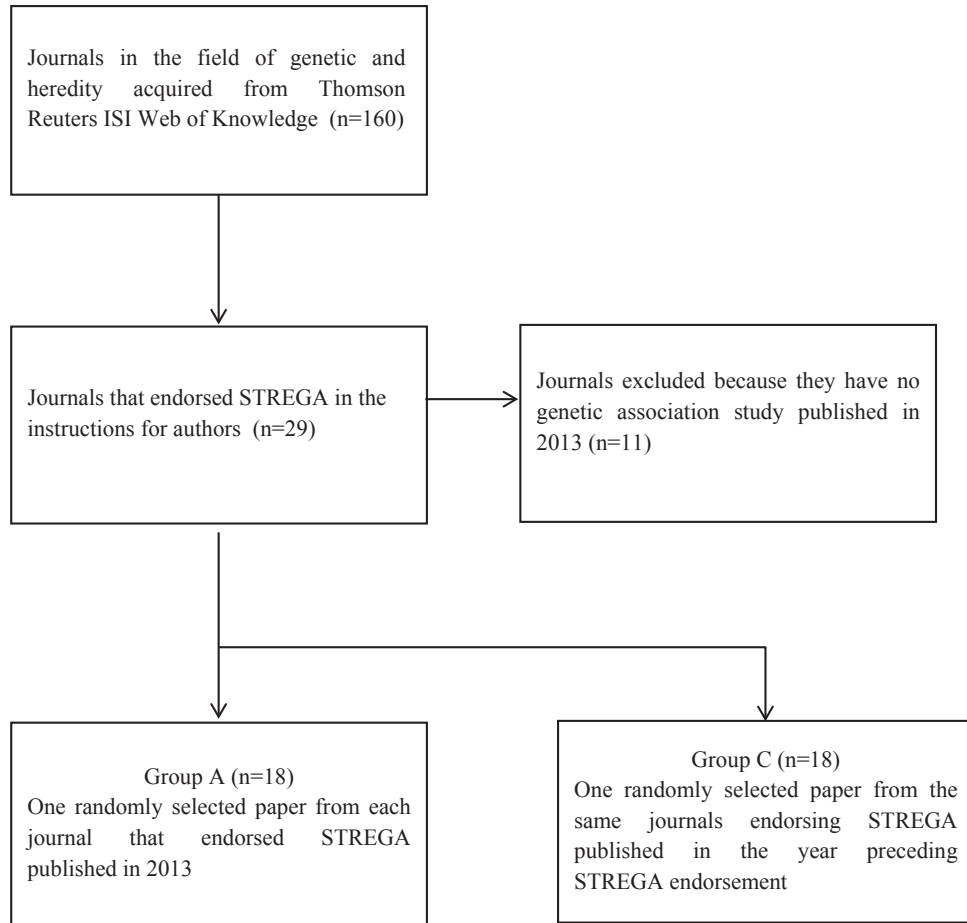 Journals in the field of genetic and
heredity acquired from Thomson
Reuters ISI Web of Knowledge (n=160)
Journals that endorsed STREGA in the
instructions for authors (n=29)
Journals excluded because they have no
genetic association study published in
2013 (n=11)
Group A (n=18)
One randomly selected paper from each
journal that endorsed STREGA
published in 2013
Group C (n=18)
One randomly selected paper from the
same journals endorsing STREGA
published in the year preceding
STREGA endorsement